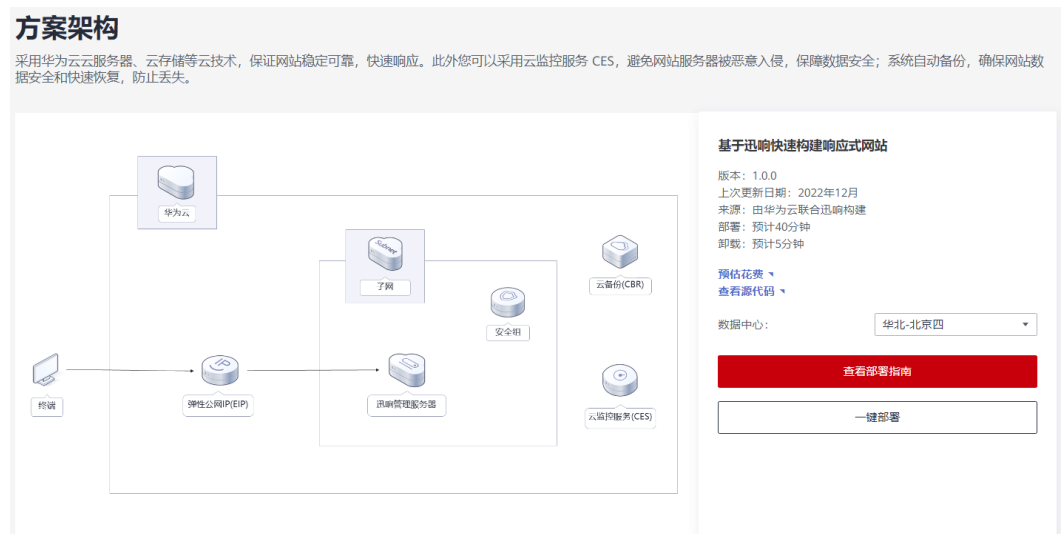 方案架构
采用华为云云服务器、云存储等云技术，保证网站稳定可靠，快速响应。此外您可以采用云监控服务 CES，避免网站服务器被恶意入侵，保障数据安全；系统自动备份，确保网站数
据安全和快速恢复，防止丢失。
华为云
Subnet
子网
安全组
云备份(CBR)
终端
IP
弹性公网IP(EIP)
迅响管理服务器
云监控服务(CES)
基于迅响快速构建响应式网站
版本：1.0.0
上次更新日期：2022年12月
来源：由华为云联合迅响构建
部署：预计40分钟
卸载：预计5分钟
预估花费
查看源代码
数据中心：
华北-北京四
查看部署指南
一键部署